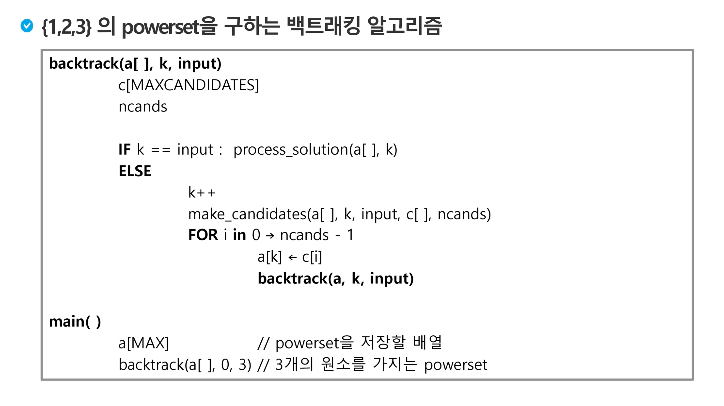 {1,2,3} 의 powerset을 구하는 백트래킹 알고리즘
backtrack(a[ ], k, input)
c[MAXCANDIDATES]
ncands
IF k == input : process_solution(a[ ], k)
ELSE
k++
make_candidates(a[ ], k, input, c[ ], ncands)
FOR i in 0 → ncands - 1
a[k] ← c[i]
backtrack(a, k, input)
main( )
a[MAX] // powerset을 저장할 배열
backtrack(a[ ], 0, 3) // 3개의 원소를 가지는 powerset